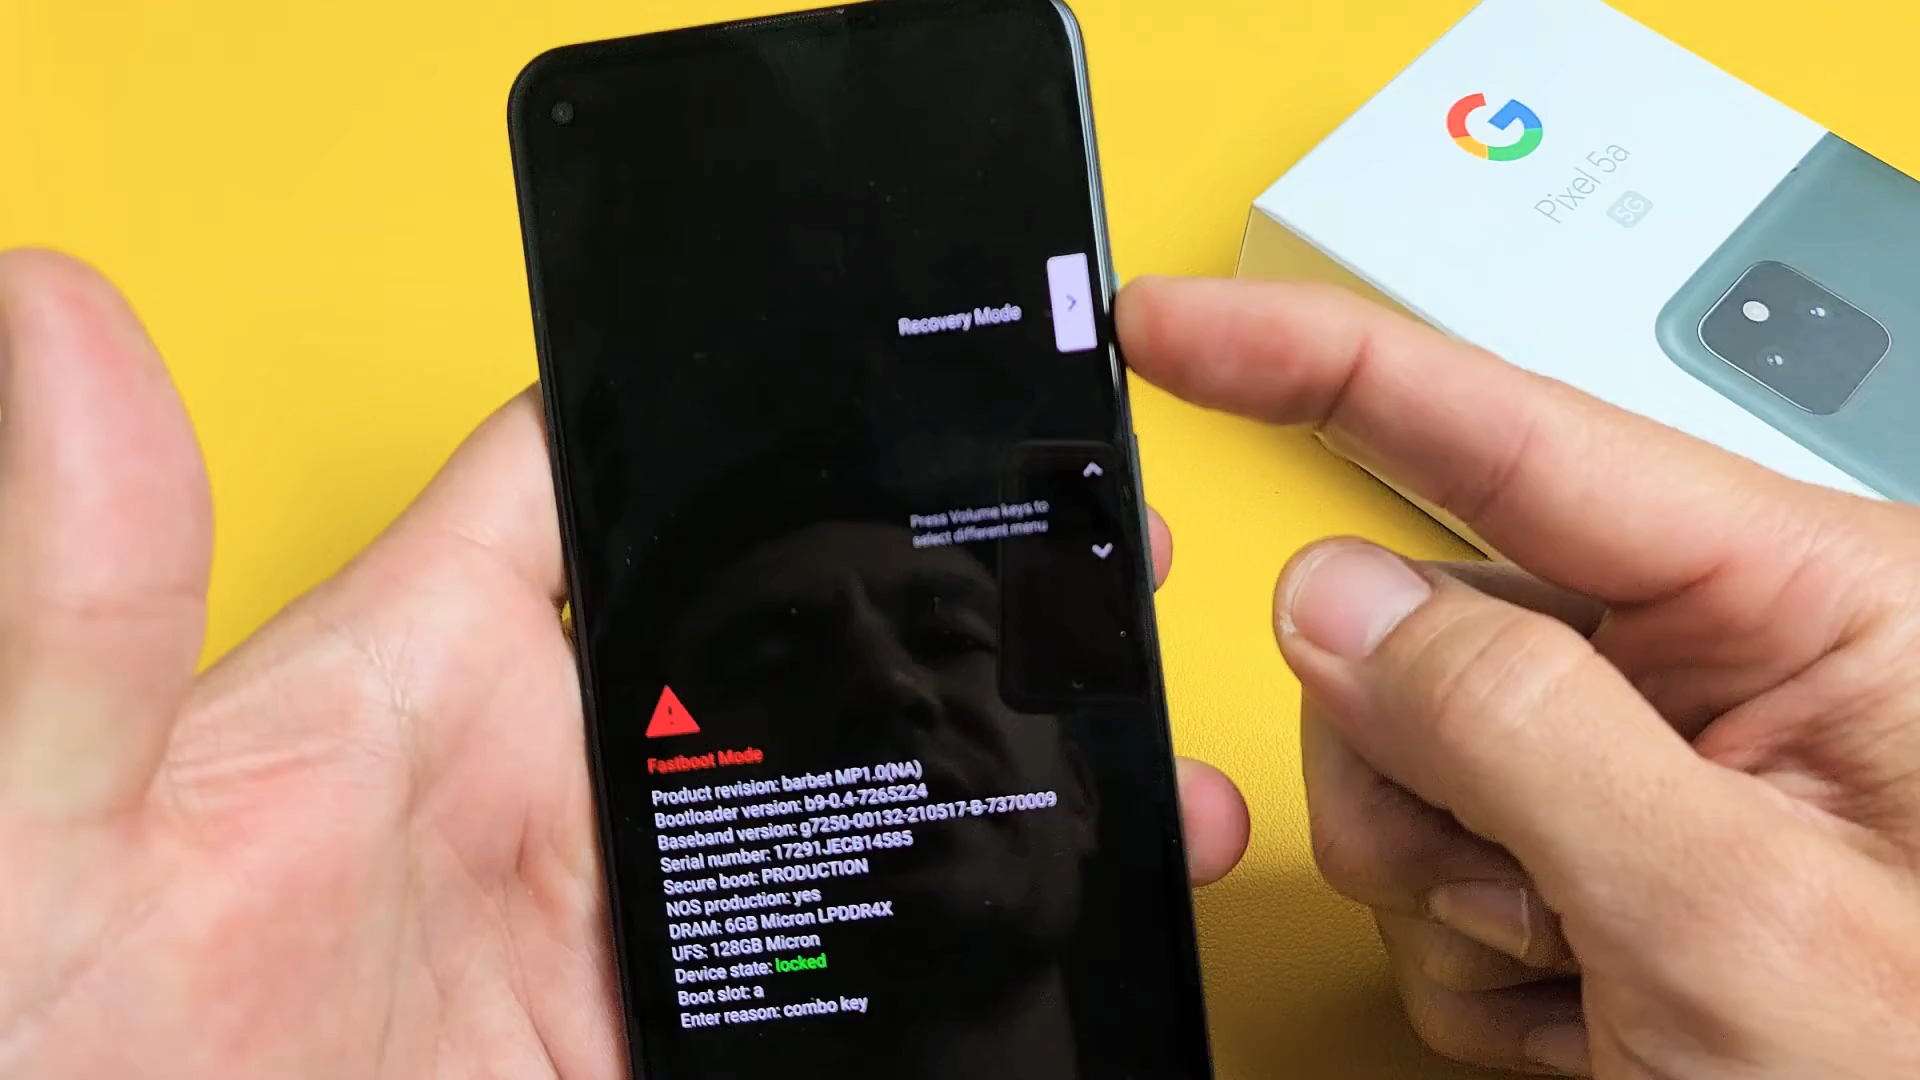 Recovery Mode
Press Volume keys to
select different menu
Fastboot Mode
Product revision: barbet MP1.0(NA)
Bootloader version: b9-0.4-7265224
Baseband version: g7250-00132-210517-B-7370009
Serial number: 17291JECB14585
Secure boot: PRODUCTION
NOS production: yes
DRAM: 6GB Micron LPDDR4X
UFS: 128GB Micron
Device state: locked
Boot slot: a
Enter reason: combo key
G
Pixel 5a
5G